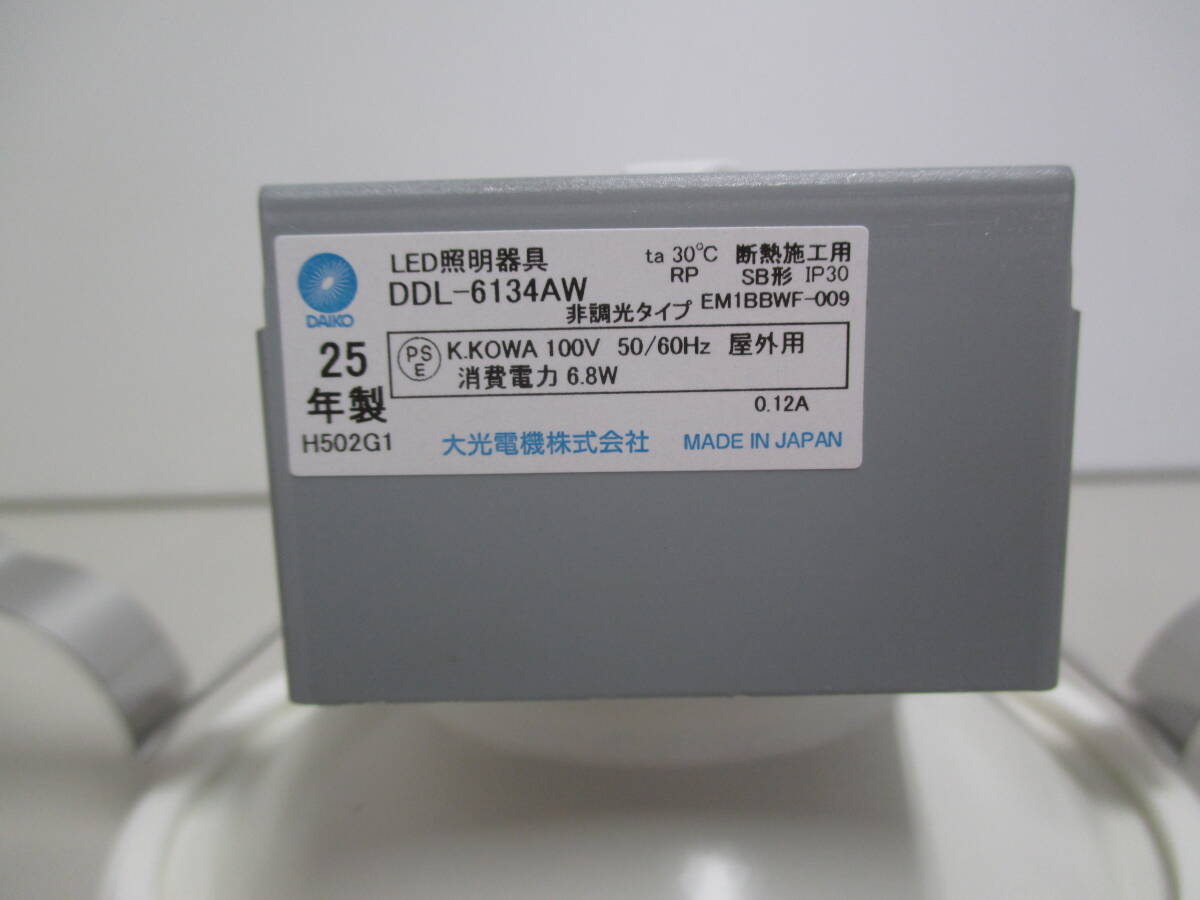 DAIKO
25
年製
H502G1
LED照明器具
DDL-6134AW
非調光タイプ
ta 30℃ 断熱施工用
RP SB形 IP30
EM1BBWF-009
PS
E
K.KOWA 100V 50/60Hz 屋外用
消費電力 6.8W
0.12A
大光電機株式会社 MADE IN JAPAN